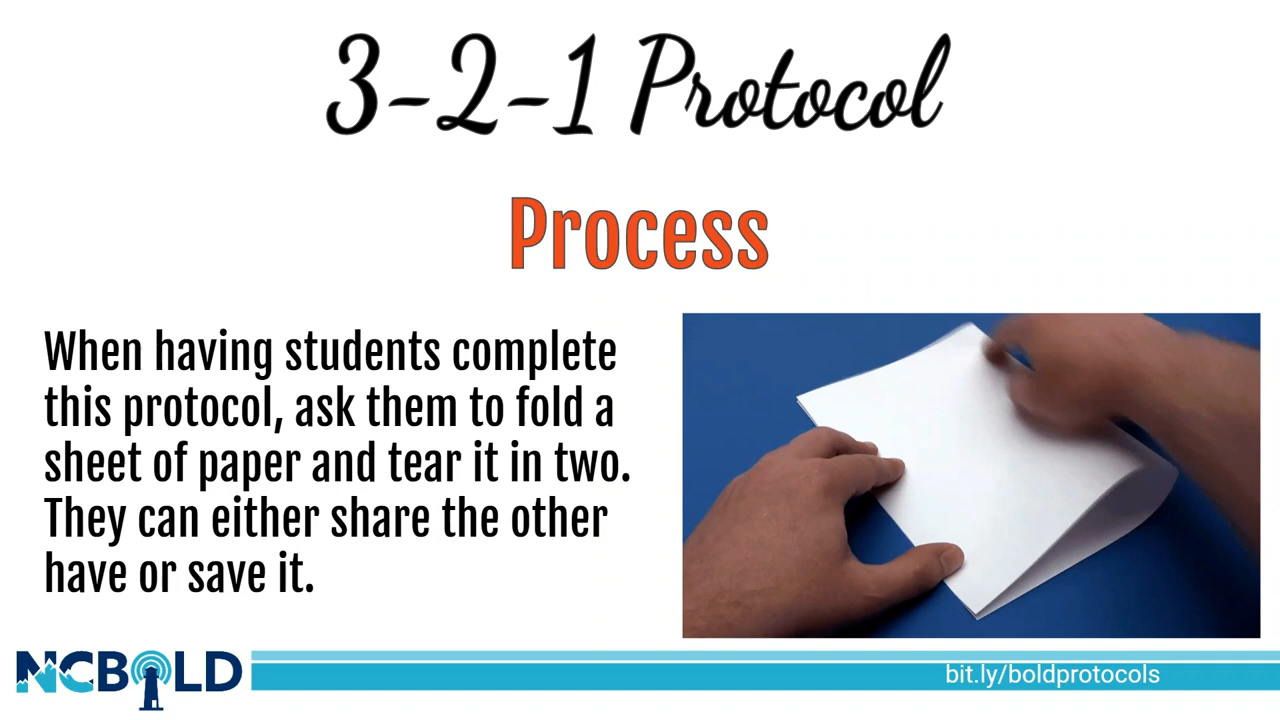 3-2-1 Protocol
Process
When having students complete
this protocol, ask them to fold a
sheet of paper and tear it in two.
They can either share the other
have or save it.
NCBOLD
bit.ly/boldprotocols